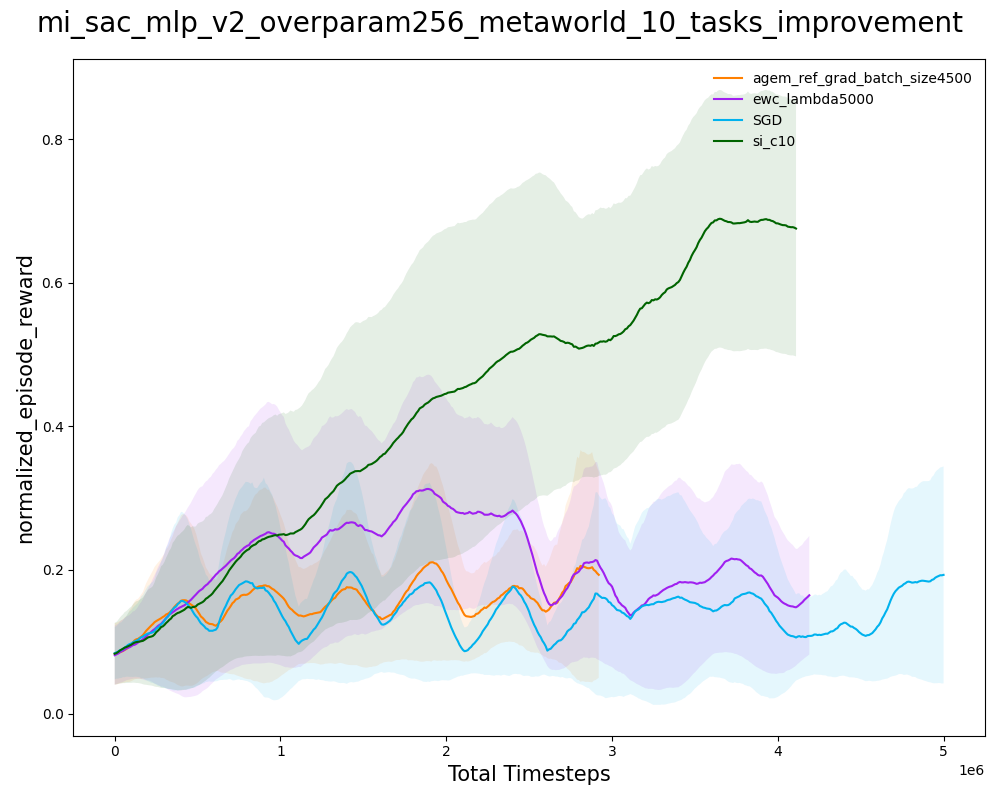 mi_sac_mlp_v2_overparam256_metaworld_10_tasks_improvement
agem_ref_grad_batch_size4500
ewc_lambda5000
SGD
si_c10
normalized_episode_reward
0.8
0.6
0.4
0.2
0.0
0 1 2 3 4 5
1e6
Total Timesteps